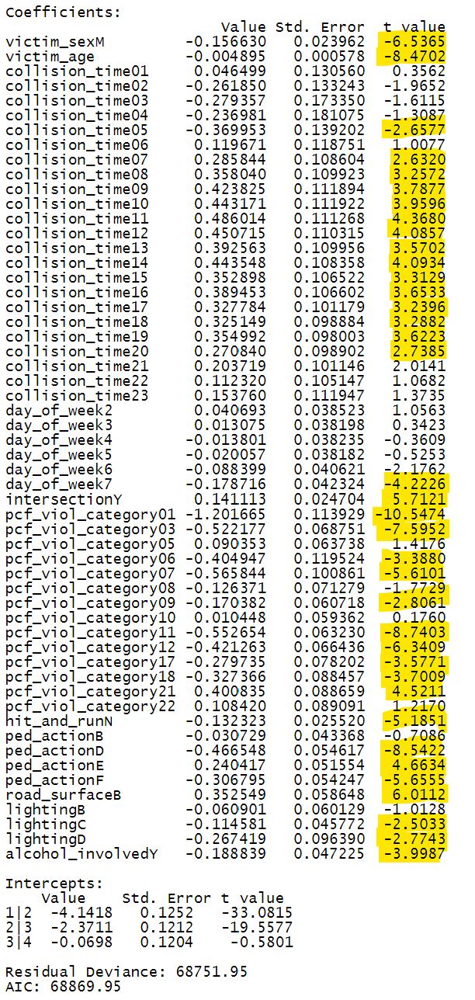 Coefficients:
Value Std. Error t value
victim_sexM -0.156630 0.023962 -6.5365
victim_age -0.004895 0.000578 -8.4702
collision_time01 0.046499 0.130560 0.3562
collision_time02 -0.261850 0.133243 -1.9652
collision_time03 -0.279357 0.173350 -1.6115
collision_time04 -0.236981 0.181075 -1.3087
collision_time05 -0.369953 0.139202 -2.6577
collision_time06 0.119671 0.118751 1.0077
collision_time07 0.285844 0.108604 2.6320
collision_time08 0.358040 0.109923 3.2572
collision_time09 0.423825 0.111894 3.7877
collision_time10 0.443171 0.111922 3.9596
collision_time11 0.486014 0.111268 4.3680
collision_time12 0.450715 0.110315 4.0857
collision_time13 0.392563 0.109956 3.5702
collision_time14 0.443548 0.108358 4.0934
collision_time15 0.352898 0.106522 3.3129
collision_time16 0.389453 0.106602 3.6533
collision_time17 0.327784 0.101179 3.2396
collision_time18 0.325149 0.098884 3.2882
collision_time19 0.354992 0.098003 3.6223
collision_time20 0.270840 0.098902 2.7385
collision_time21 0.203719 0.101146 2.0141
collision_time22 0.112320 0.105147 1.0682
collision_time23 0.153760 0.111947 1.3735
day_of_week2 0.040693 0.038523 1.0563
day_of_week3 0.013075 0.038198 0.3423
day_of_week4 -0.013801 0.038235 -0.3609
day_of_week5 -0.020057 0.038182 -0.5253
day_of_week6 -0.088399 0.040621 -2.1762
day_of_week7 -0.178716 0.042324 -4.2226
intersectionY 0.141113 0.024704 5.7121
pcf_viol_category01 -1.201665 0.113929 -10.5474
pcf_viol_category03 -0.522177 0.068751 -7.5952
pcf_viol_category05 0.090353 0.063738 1.4176
pcf_viol_category06 -0.404947 0.119524 -3.3880
pcf_viol_category07 -0.565844 0.100861 -5.6101
pcf_viol_category08 -0.126371 0.071279 -1.7729
pcf_viol_category09 -0.170382 0.060718 -2.8061
pcf_viol_category10 0.010448 0.059362 0.1760
pcf_viol_category11 -0.552654 0.063230 -8.7403
pcf_viol_category12 -0.421263 0.066436 -6.3409
pcf_viol_category17 -0.279735 0.078202 -3.5771
pcf_viol_category18 -0.327366 0.088457 -3.7009
pcf_viol_category21 0.400835 0.088659 4.5211
pcf_viol_category22 0.108420 0.089091 1.2170
hit_and_runN -0.132323 0.025520 -5.1851
ped_actionB -0.030729 0.043368 -0.7086
ped_actionD -0.466548 0.054617 -8.5422
ped_actionE 0.240417 0.051554 4.6634
ped_actionF -0.306795 0.054247 -5.6555
road_surfaceB 0.352549 0.058648 6.0112
lightingB -0.060901 0.060129 -1.0128
lightingC -0.114581 0.045772 -2.5033
lightingD -0.267419 0.096390 -2.7743
alcohol_involvedY -0.188839 0.047225 -3.9987
Intercepts:
Value Std. Error t value
1|2 -4.1418 0.1252 -33.0815
2|3 -2.3711 0.1212 -19.5577
3|4 -0.0698 0.1204 -0.5801
Residual Deviance: 68751.95
AIC: 68869.95